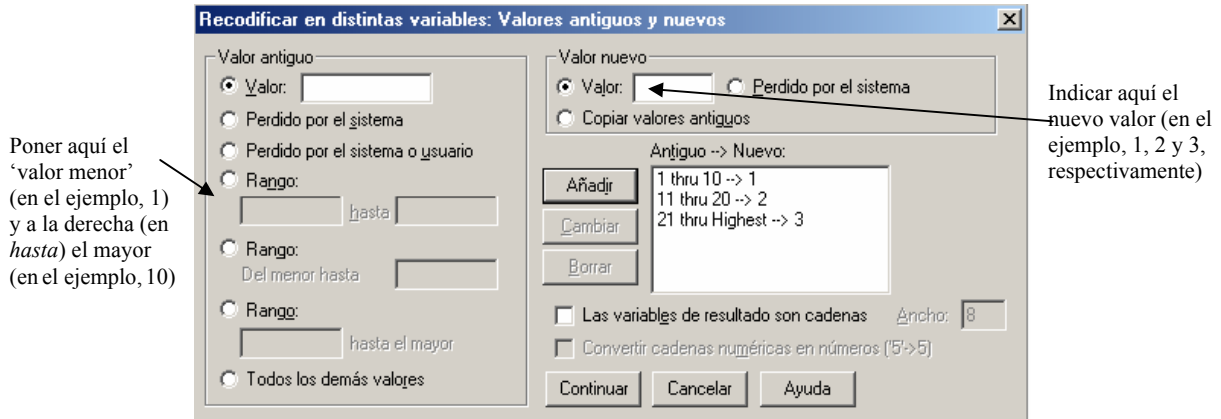 Recodificar en distintas variables: Valores antiguos y nuevos
Poner aquí el
‘valor menor’
(en el ejemplo, 1)
y a la derecha (en
hasta) el mayor
(en el ejemplo, 10)
Valor antiguo
Valor:
Perdido por el sistema
Perdido por el sistema o usuario
Rango:
hasta
Rango:
Del menor hasta
Rango:
hasta el mayor
Todos los demás valores
Valor nuevo
Valor:
Perdido por el sistema
Copiar valores antiguos
Antiguo --> Nuevo:
Añadir
Cambiar
Borrar
1 thru 10 --> 1
11 thru 20 --> 2
21 thru Highest --> 3
Las variables de resultado son cadenas
Ancho: 8
Convertir cadenas numéricas en números ('5'->5)
Continuar
Cancelar
Ayuda
Indicar aquí el
nuevo valor (en el
ejemplo, 1, 2 y 3,
respectivamente)